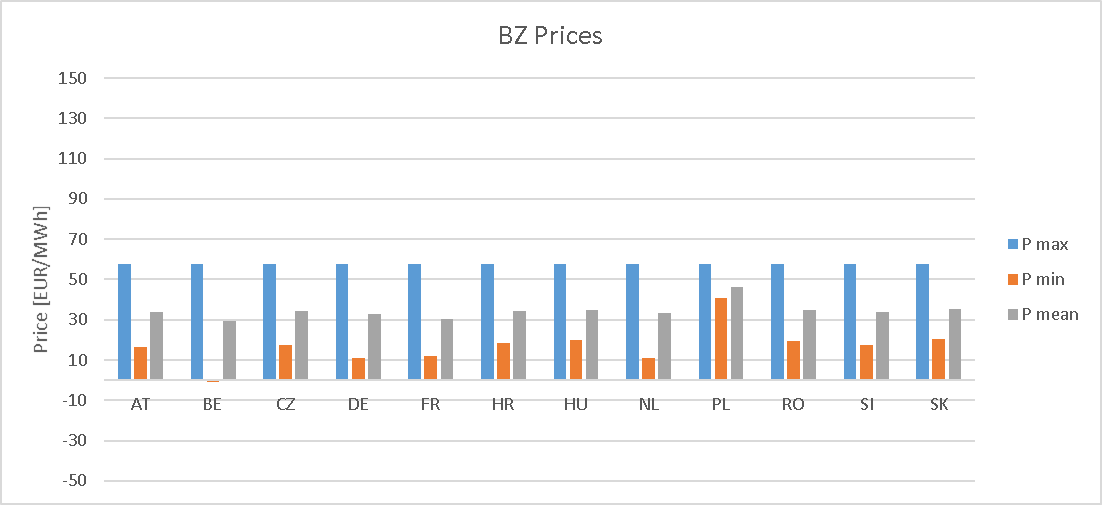 BZ Prices
Price [EUR/MWh]
150
130
110
90
70
50
30
10
-10
-30
-50
AT BE CZ DE FR HR HU NL PL RO SI SK
P max
P min
P mean